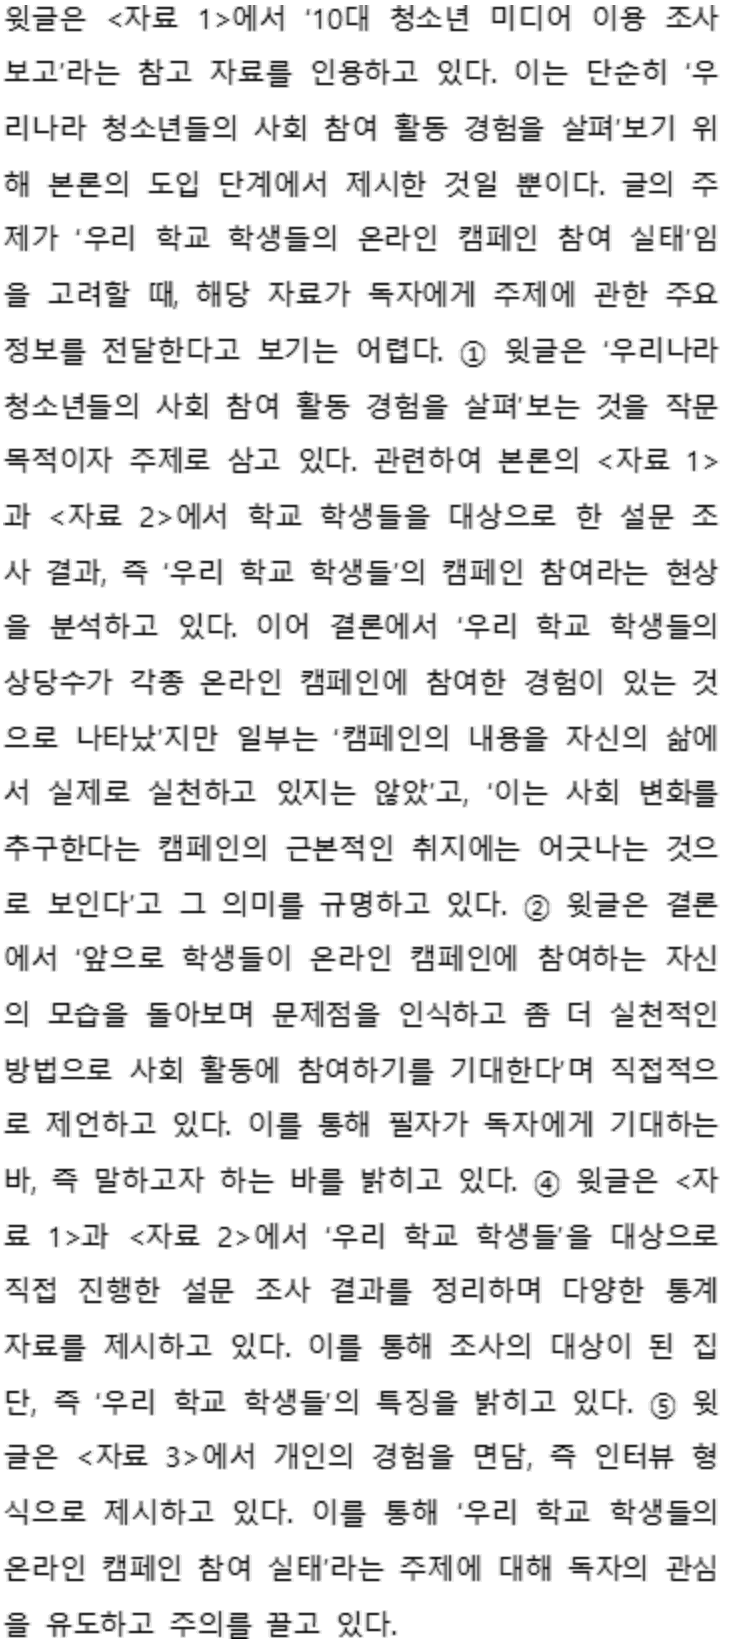 윗글은 <자료 1>에서 '10대 청소년 미디어 이용 조사
보고'라는 참고 자료를 인용하고 있다. 이는 단순히 '우
리나라 청소년들의 사회 참여 활동 경험을 살펴'보기 위
해 본론의 도입 단계에서 제시한 것일 뿐이다. 글의 주
제가 '우리 학교 학생들의 온라인 캠페인 참여 실태'임
을 고려할 때, 해당 자료가 독자에게 주제에 관한 주요
정보를 전달한다고 보기는 어렵다. ① 윗글은 '우리나라
청소년들의 사회 참여 활동 경험을 살펴'보는 것을 작문
목적이자 주제로 삼고 있다. 관련하여 본론의 <자료 1>
과 <자료 2>에서 학교 학생들을 대상으로 한 설문 조
사 결과, 즉 '우리 학교 학생들'의 캠페인 참여라는 현상
을 분석하고 있다. 이어 결론에서 '우리 학교 학생들의
상당수가 각종 온라인 캠페인에 참여한 경험이 있는 것
으로 나타났'지만 일부는 '캠페인의 내용을 자신의 삶에
서 실제로 실천하고 있지는 않았'고, '이는 사회 변화를
추구한다는 캠페인의 근본적인 취지에는 어긋나는 것으
로 보인다'고 그 의미를 규명하고 있다. ② 윗글은 결론
에서 '앞으로 학생들이 온라인 캠페인에 참여하는 자신
의 모습을 돌아보며 문제점을 인식하고 좀 더 실천적인
방법으로 사회 활동에 참여하기를 기대한다'며 직접적으
로 제언하고 있다. 이를 통해 필자가 독자에게 기대하는
바, 즉 말하고자 하는 바를 밝히고 있다. ④ 윗글은 <자
료 1>과 <자료 2>에서 '우리 학교 학생들'을 대상으로
직접 진행한 설문 조사 결과를 정리하며 다양한 통계
자료를 제시하고 있다. 이를 통해 조사의 대상이 된 집
단, 즉 '우리 학교 학생들'의 특징을 밝히고 있다. ⑤ 윗
글은 <자료 3>에서 개인의 경험을 면담, 즉 인터뷰 형
식으로 제시하고 있다. 이를 통해 '우리 학교 학생들의
온라인 캠페인 참여 실태'라는 주제에 대해 독자의 관심
을 유도하고 주의를 끌고 있다.